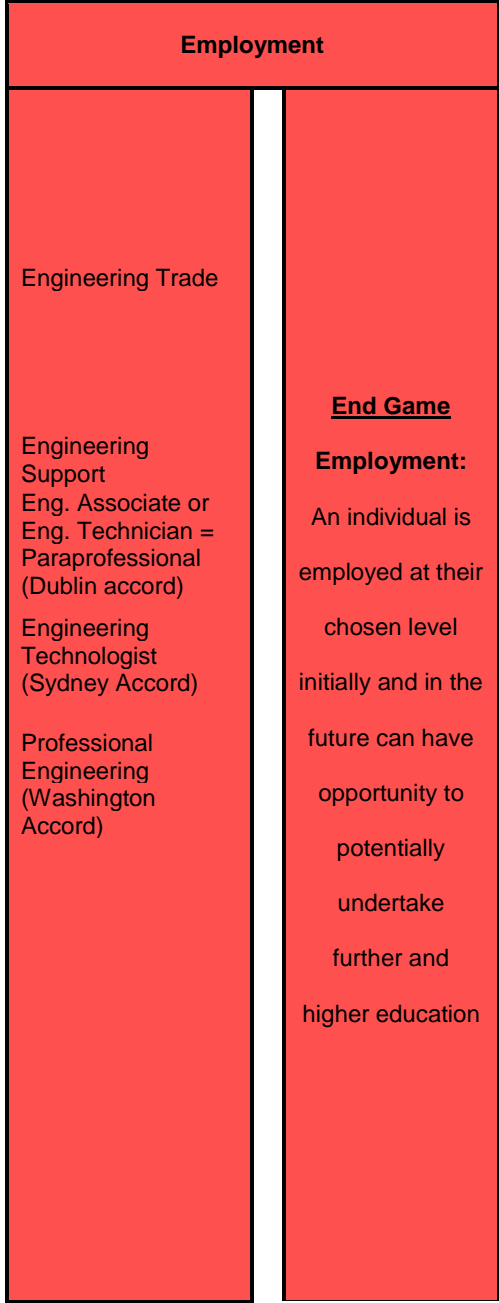 Employment
Engineering Trade
Engineering
Support
Eng. Associate or
Eng. Technician =
Paraprofessional
(Dublin accord)
Engineering
Technologist
(Sydney Accord)
Professional
Engineering
(Washington
Accord)
End Game
Employment:
An individual is
employed at their
chosen level
initially and in the
future can have
opportunity to
potentially
undertake
further and
higher education